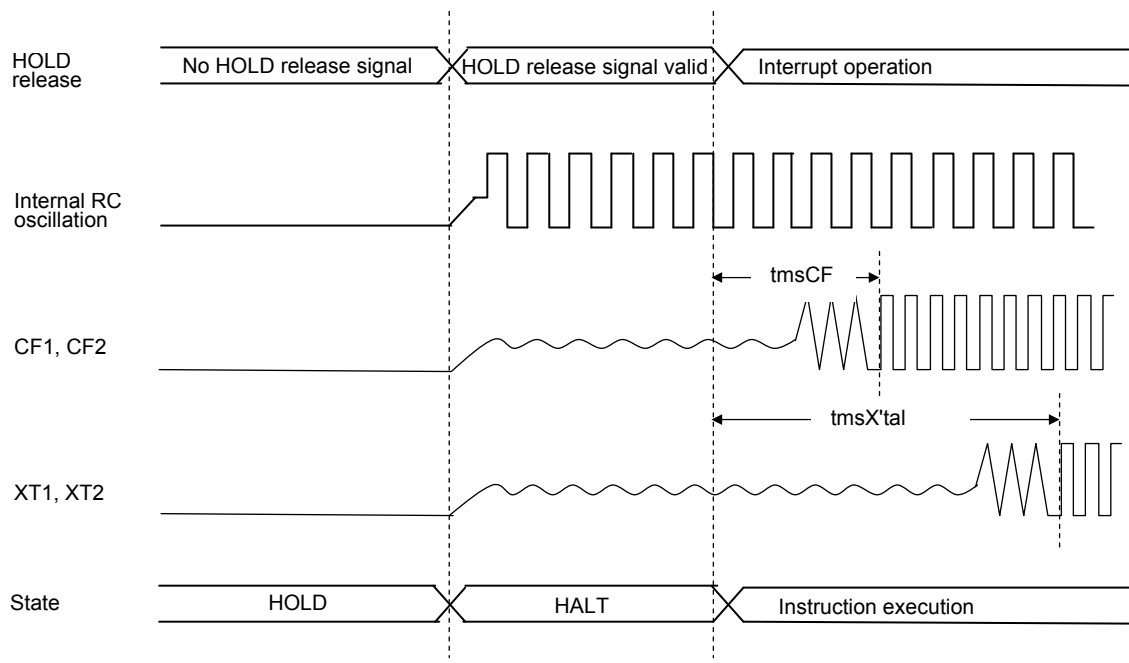 HOLD
release
No HOLD release signal
HOLD release signal valid
Interrupt operation
Internal RC
oscillation
tmsCF
CF1, CF2
tmsX'tal
XT1, XT2
State
HOLD
HALT
Instruction execution